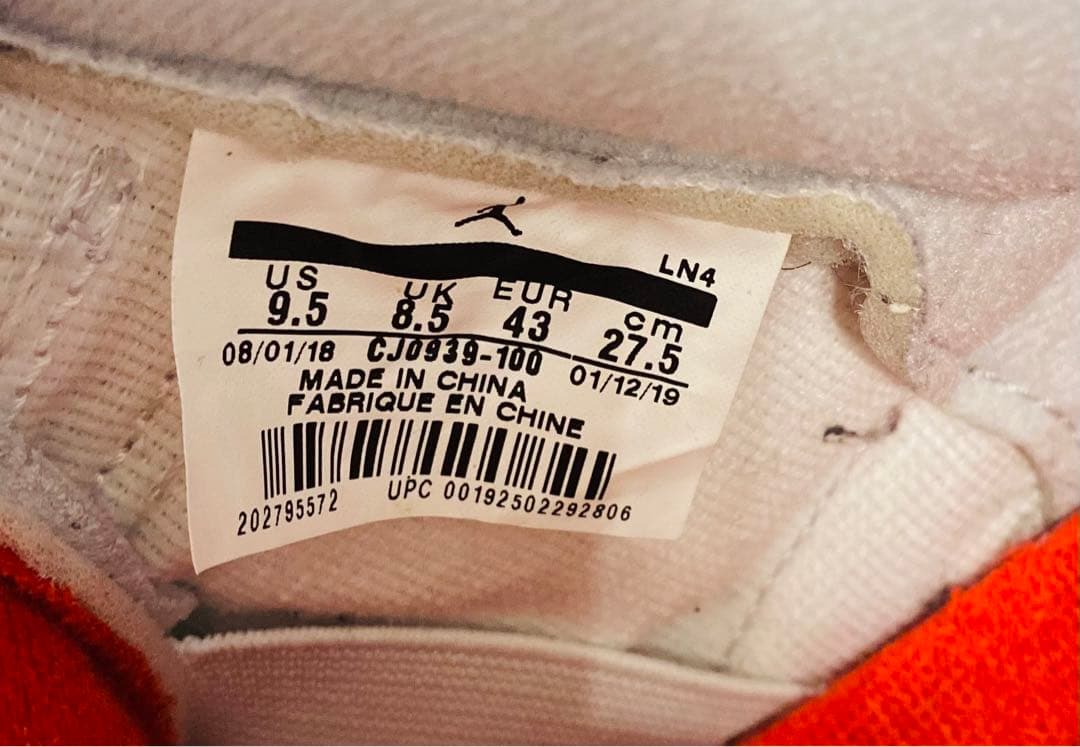 LN4
US UK EUR cm
9.5 8.5 43 27.5
08/01/18 CJ0939-100 01/12/19
MADE IN CHINA
FABRIQUE EN CHINE
202795572 UPC 00192502292806